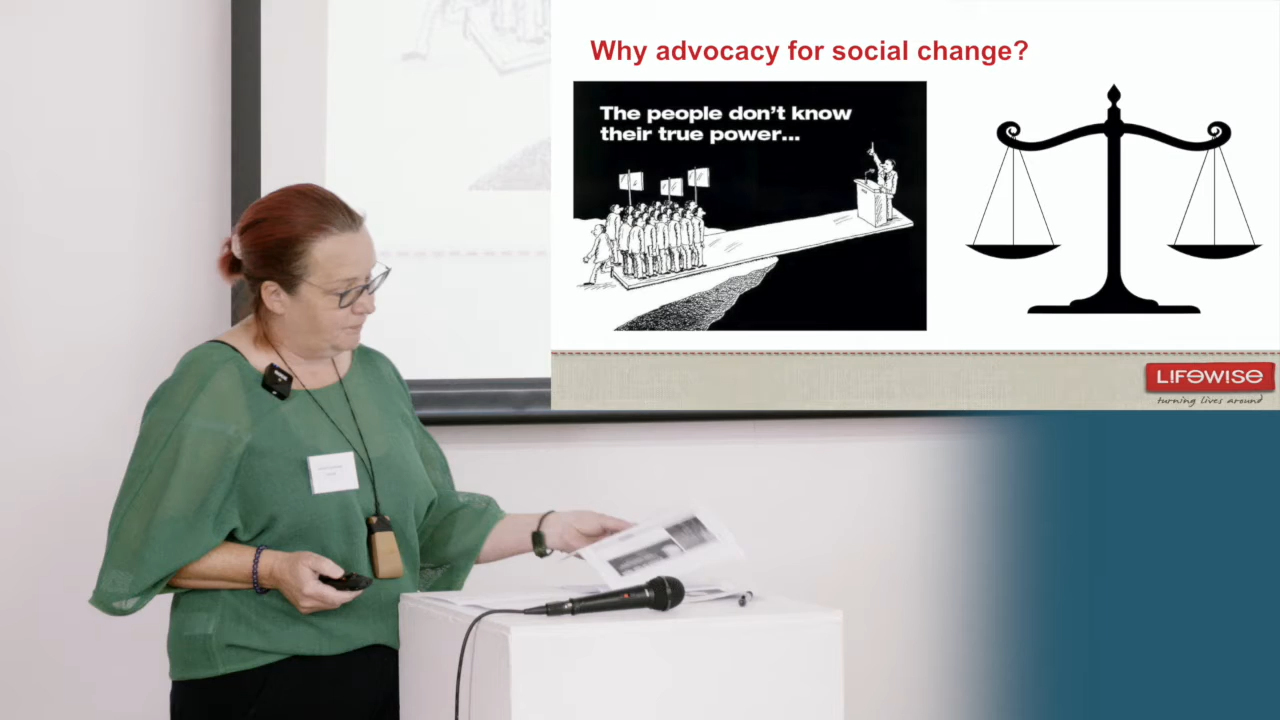 Why advocacy for social change?
The people don't know
their true power...
LIFEWISE
turning lives around